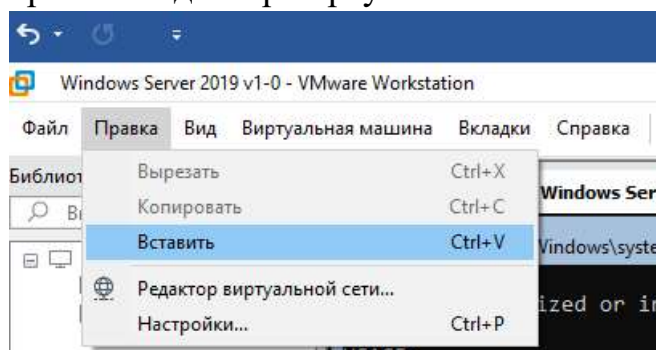 Windows Server 2019 v1-0 - VMware Workstation
Файл Правка Вид Виртуальная машина Вкладки Справка
Вырезать Ctrl+X
Копировать Ctrl+C
Windows Ser
Вставить Ctrl+V
Windows\syste
Редактор виртуальной сети...
ized or in
Настройки... Ctrl+P